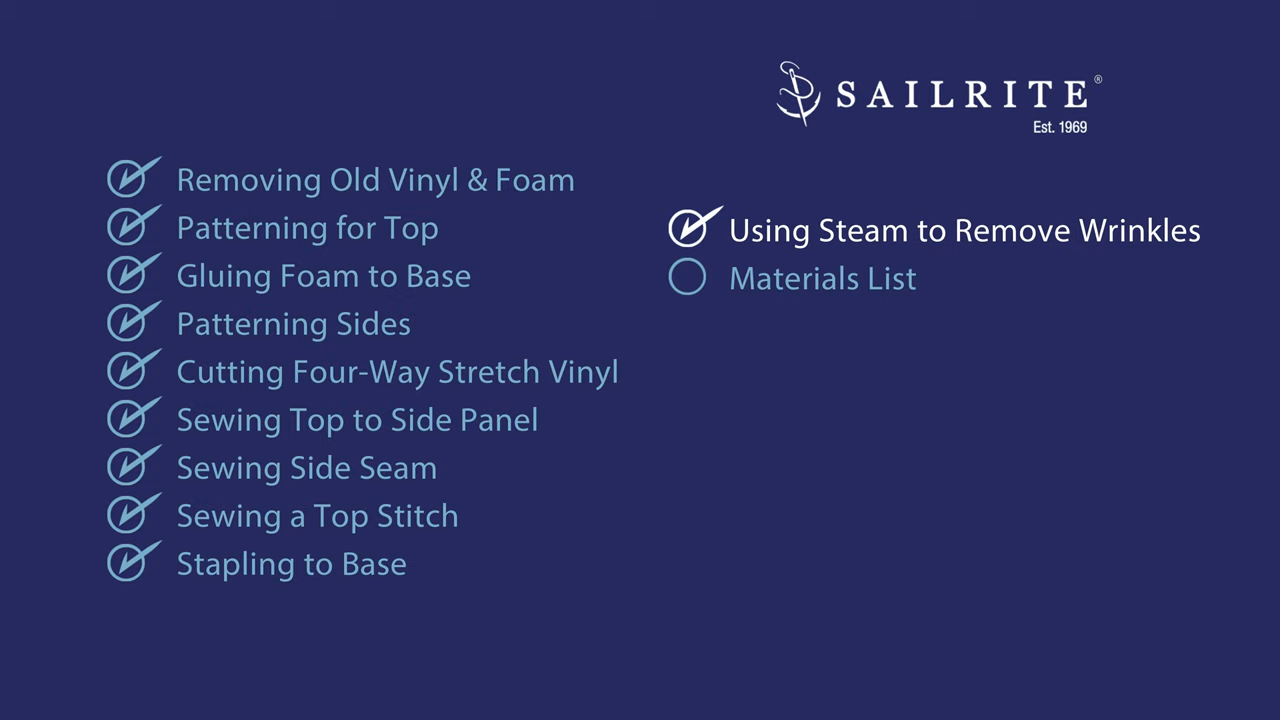 SAILRITE®
Est. 1969
Removing Old Vinyl & Foam
Patterning for Top
Gluing Foam to Base
Patterning Sides
Cutting Four-Way Stretch Vinyl
Sewing Top to Side Panel
Sewing Side Seam
Sewing a Top Stitch
Stapling to Base
Using Steam to Remove Wrinkles
Materials List